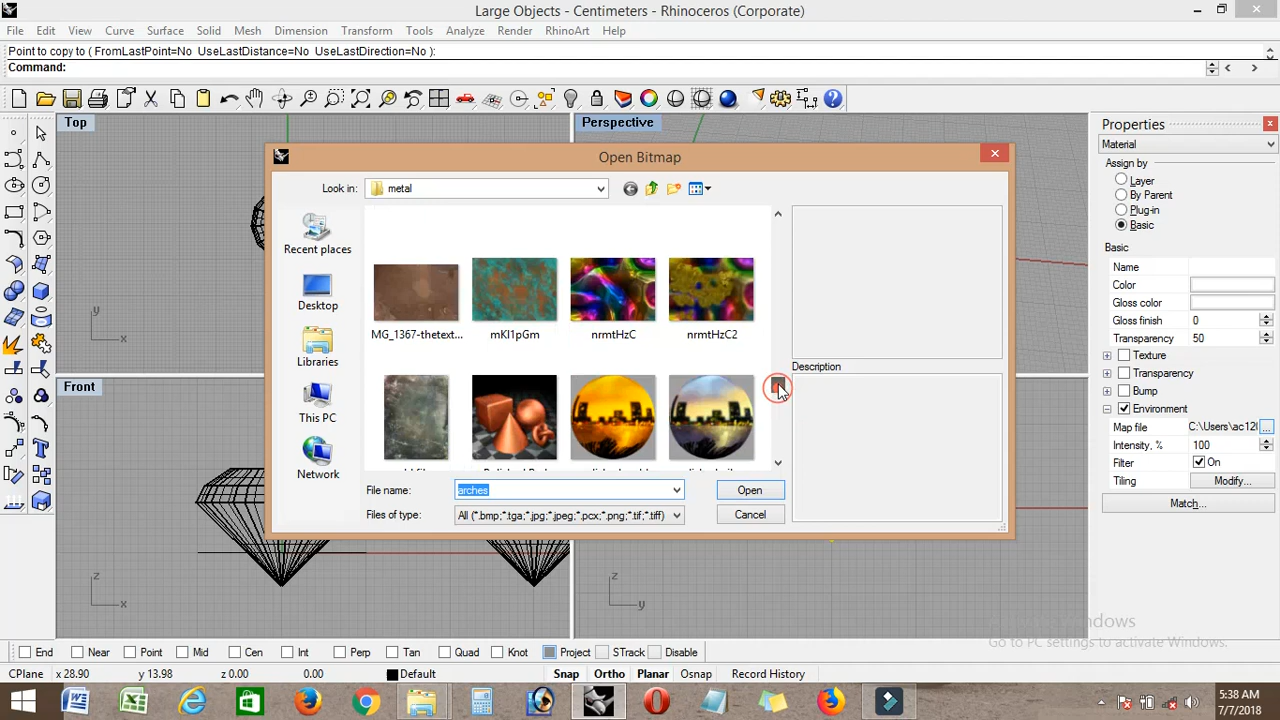 Large Objects - Centimeters - Rhinoceros (Corporate)
File Edit View Curve Surface Solid Mesh Dimension Transform Tools Analyze Render RhinoArt Help
Point to copy to ( FromLastPoint=No UseLastDistance=No UseLastDirection=No ):
Command:
Top
Perspective
Front
Open Bitmap
Look in: metal
Recent places
Desktop
Libraries
This PC
Network
MG_1367-thetext... mKI1pGm nrmtHzC nrmtHzC2
Description
File name: arches Open
Files of type: All (*.bmp;*.tga;*.jpg;*.jpeg;*.pcx;*.png;*.tif;*.tiff) Cancel
Properties
Material
Assign by
Layer
By Parent
Plug-in
Basic
Basic
Name
Color
Gloss color
Gloss finish 0
Transparency 50
Texture
Transparency
Bump
Environment
Map file C:\Users\ac12l ...
Intensity, % 100
Filter On
Tiling Modify...
Match...
y
x
z
x
z
y
Go to PC settings to activate Windows.
End Near Point Mid Cen Int Perp Tan Quad Knot Project STrack Disable
CPlane x 28.90 y 13.98 z 0.00 0.00 Default Snap Ortho Planar Osnap Record History
5:38 AM
7/7/2018